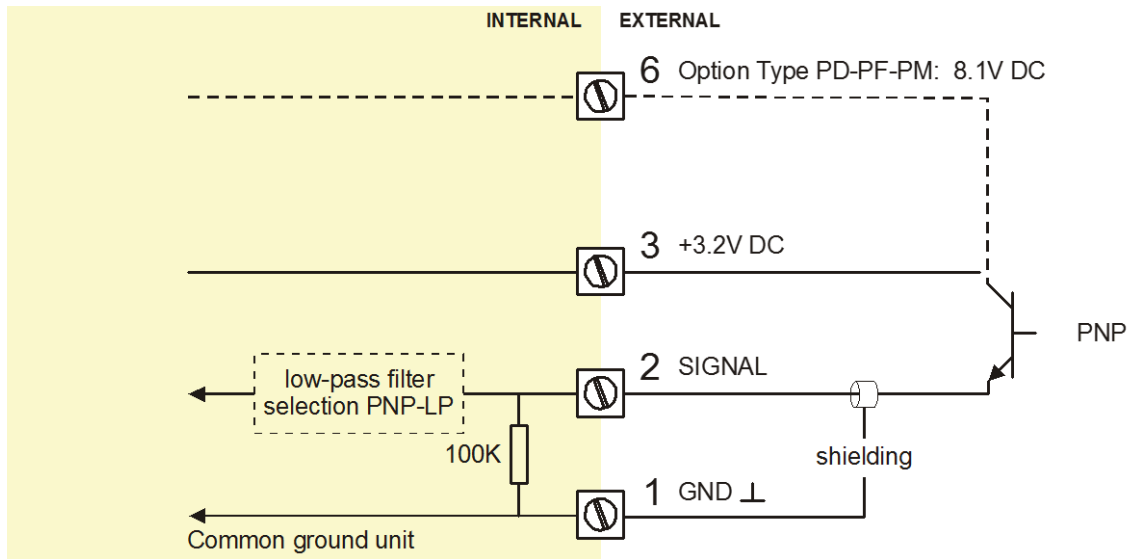 INTERNAL EXTERNAL
6 Option Type PD-PF-PM: 8.1V DC
3 +3.2V DC
PNP
2 SIGNAL
low-pass filter
selection PNP-LP
100K
shielding
1 GND ⊥
Common ground unit